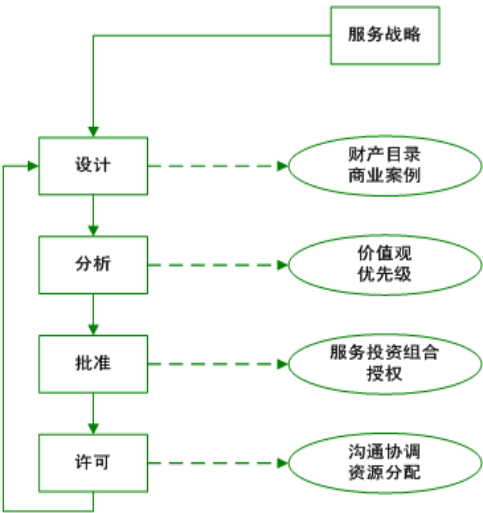 服务战略
设计
财产目录
商业案例
分析
价值观
优先级
批准
服务投资组合
授权
许可
沟通协调
资源分配